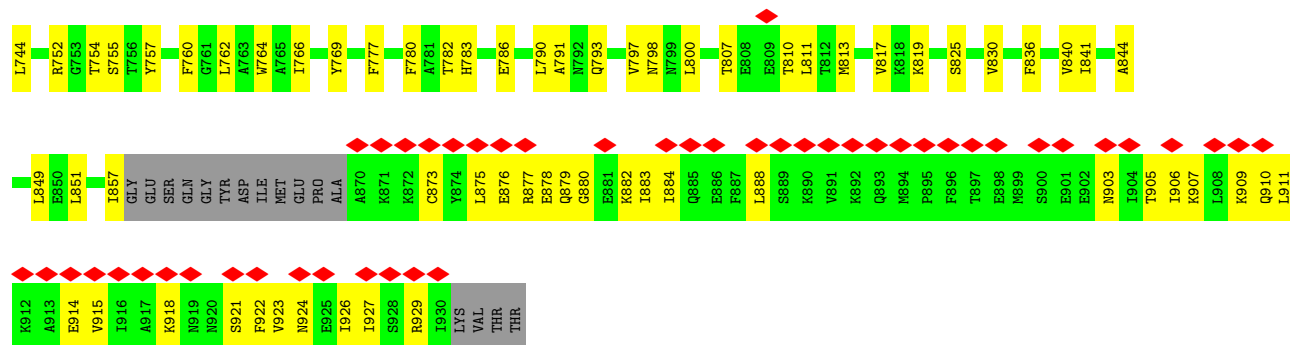 L744 R752 G753 T754 S755 T756 Y757 F760 G761 L762 A763 W764 A765 I766 Y769 F777 F780 A781 T782 H783 E786 L790 A791 N792 Q793 V797 N798 N799 L800 T807 E808 E809 T810 L811 T812 M813 V817 K818 K819 S825 V830 F836 V840 I841 A844
L849 E850 L851 I857 GLY GLU SER GLN GLY TYR ASP ILE MET GLU PRO ALA A870 K871 K872 C873 Y874 L875 E876 R877 E878 Q879 G880 E881 K882 I883 I884 Q885 E886 F887 L888 S889 K890 V891 K892 Q893 M894 P895 F896 T897 E898 M899 S900 E901 E902 N903 I904 T905 I906 K907 L908 K909 Q910 L911
K912 A913 E914 V915 I916 A917 K918 N919 N920 S921 F922 V923 N924 E925 I926 I927 S928 R929 I930 LYS VAL THR THR